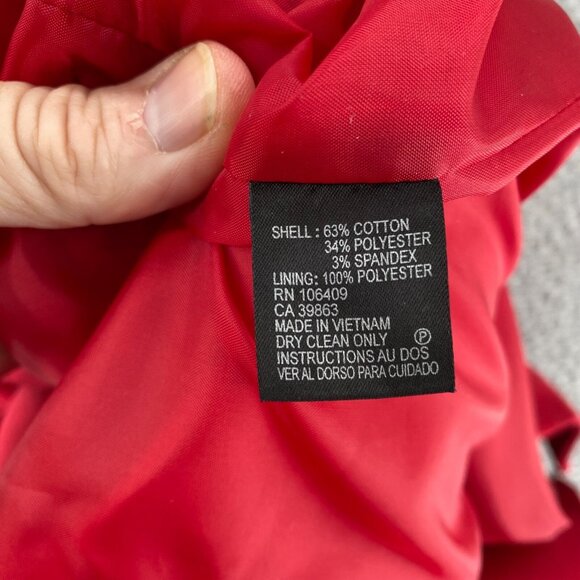 SHELL : 63% COTTON
34% POLYESTER
3% SPANDEX
LINING: 100% POLYESTER
RN 106409
CA 39863
MADE IN VIETNAM
DRY CLEAN ONLY P
INSTRUCTIONS AU DOS
VER AL DORSO PARA CUIDADO